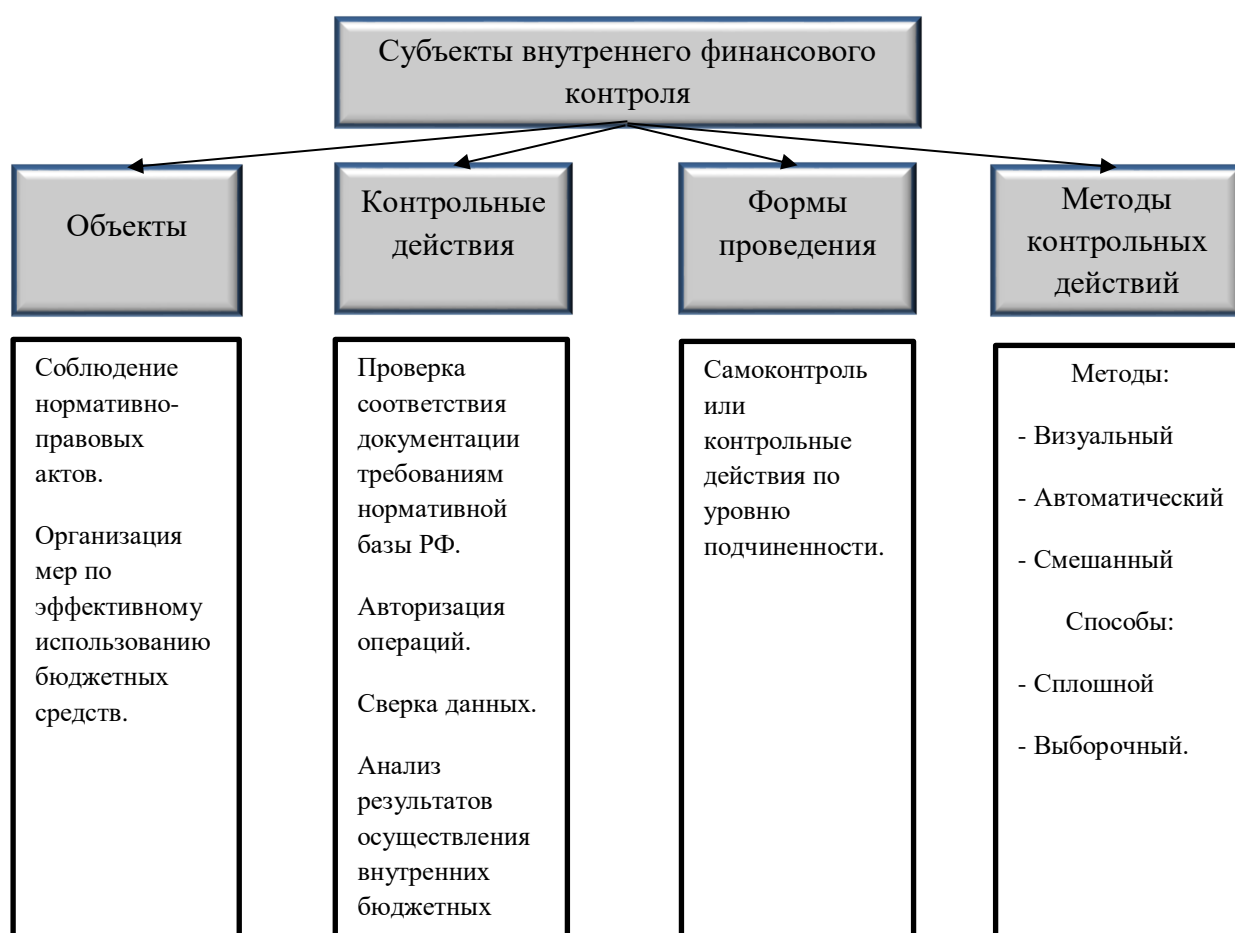 Субъекты внутреннего финансового
контроля
Объекты
Контрольные
действия
Формы
проведения
Методы
контрольных
действий
Соблюдение
нормативно-
правовых
актов.
Организация
мер по
эффективному
использованию
бюджетных
средств.
Проверка
соответствия
документации
требованиям
нормативной
базы РФ.
Авторизация
операций.
Сверка данных.
Анализ
результатов
осуществления
внутренних
бюджетных
Самоконтроль
или
контрольные
действия по
уровню
подчиненности.
Методы:
- Визуальный
- Автоматический
- Смешанный
Способы:
- Сплошной
- Выборочный.